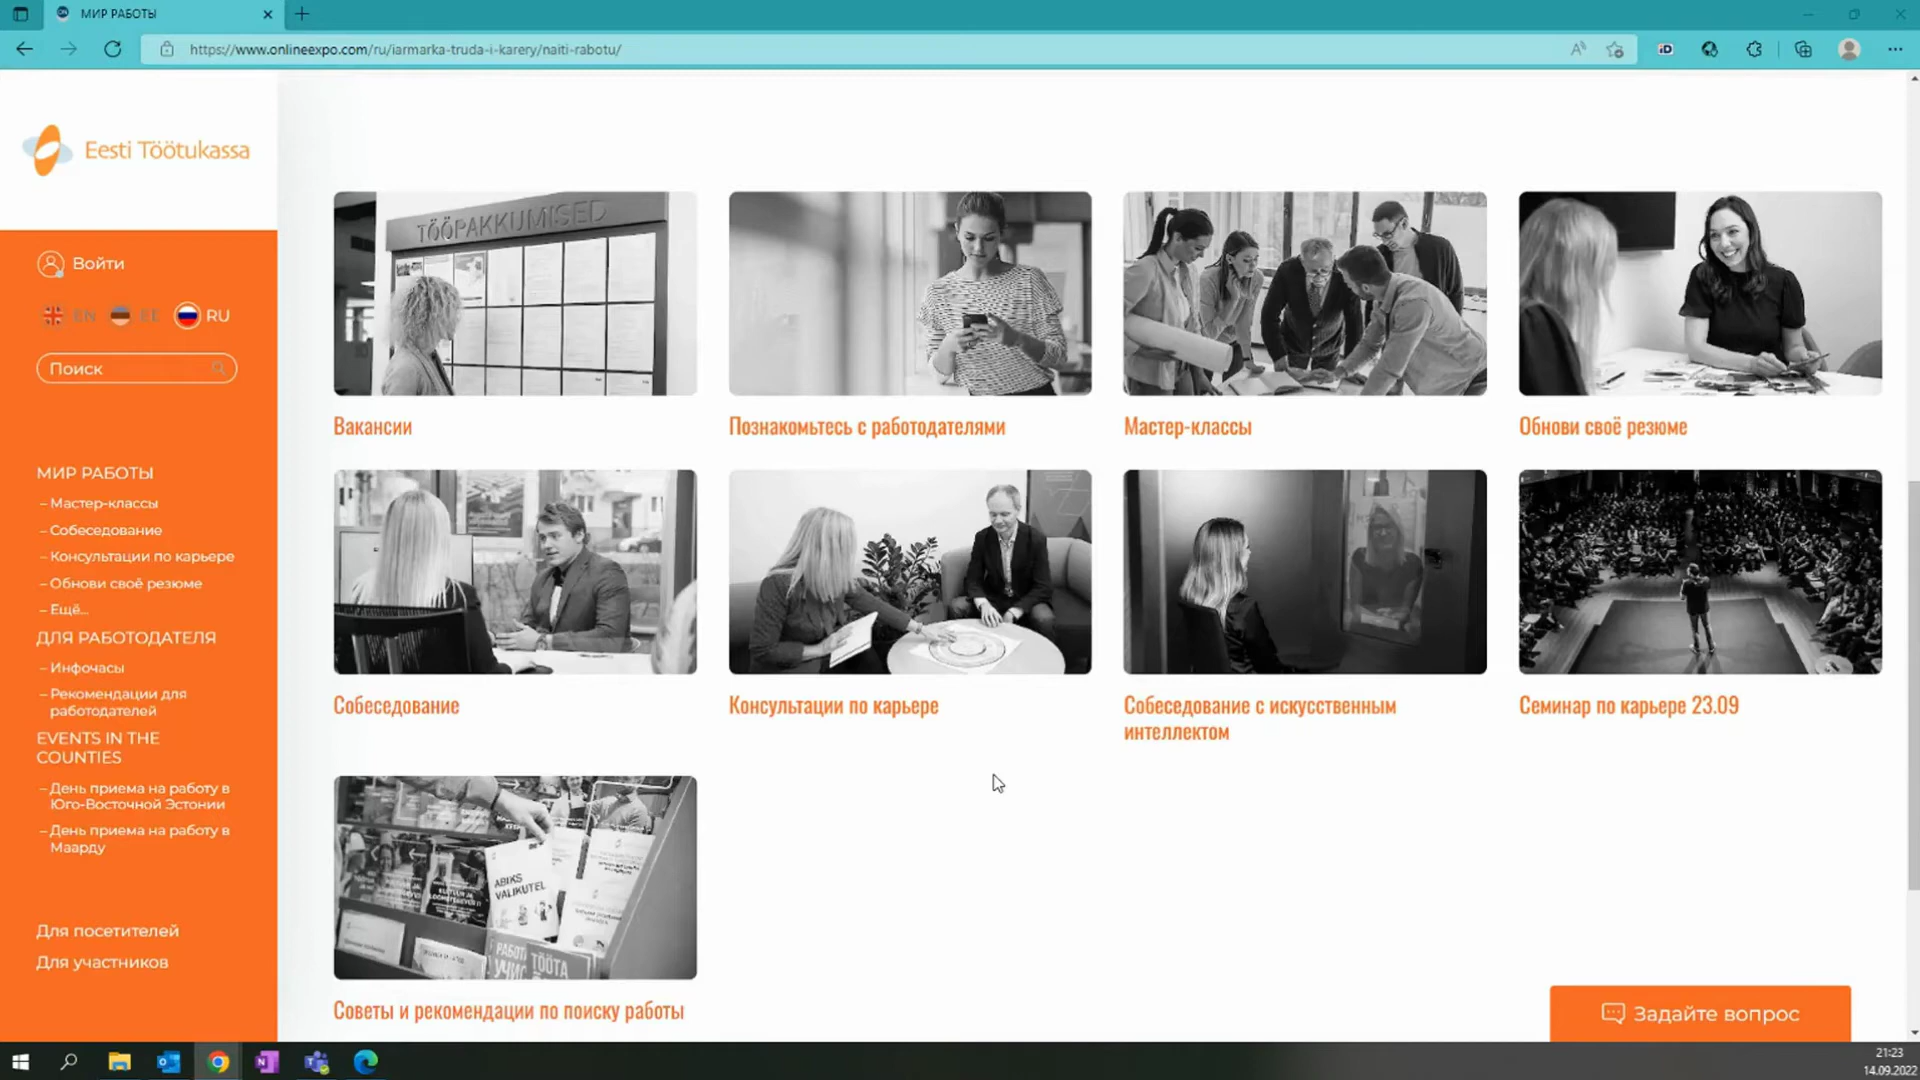 МИР РАБОТЫ
https://www.onlineexpo.com/ru/iarmarka-truda-i-karery/naiti-rabotu/
Eesti Töötukassa
Войти
EN EE RU
Поиск
МИР РАБОТЫ
– Мастер-классы
– Собеседование
– Консультации по карьере
– Обнови своё резюме
– Ещё...
ДЛЯ РАБОТОДАТЕЛЯ
– Инфочасы
– Рекомендации для
работодателей
EVENTS IN THE
COUNTIES
– День приема на работу в
Юго-Восточной Эстонии
– День приема на работу в
Маарду
Для посетителей
Для участников
TÖÖPAKKUMISED
Вакансии
Познакомьтесь с работодателями
Мастер-классы
Обнови своё резюме
Собеседование
Консультации по карьере
Собеседование с искусственным
интеллектом
Семинар по карьере 23.09
ABIKS
VALIKUTEL
TÖÖTA
Советы и рекомендации по поиску работы
Задайте вопрос
21:23
14.09.2022